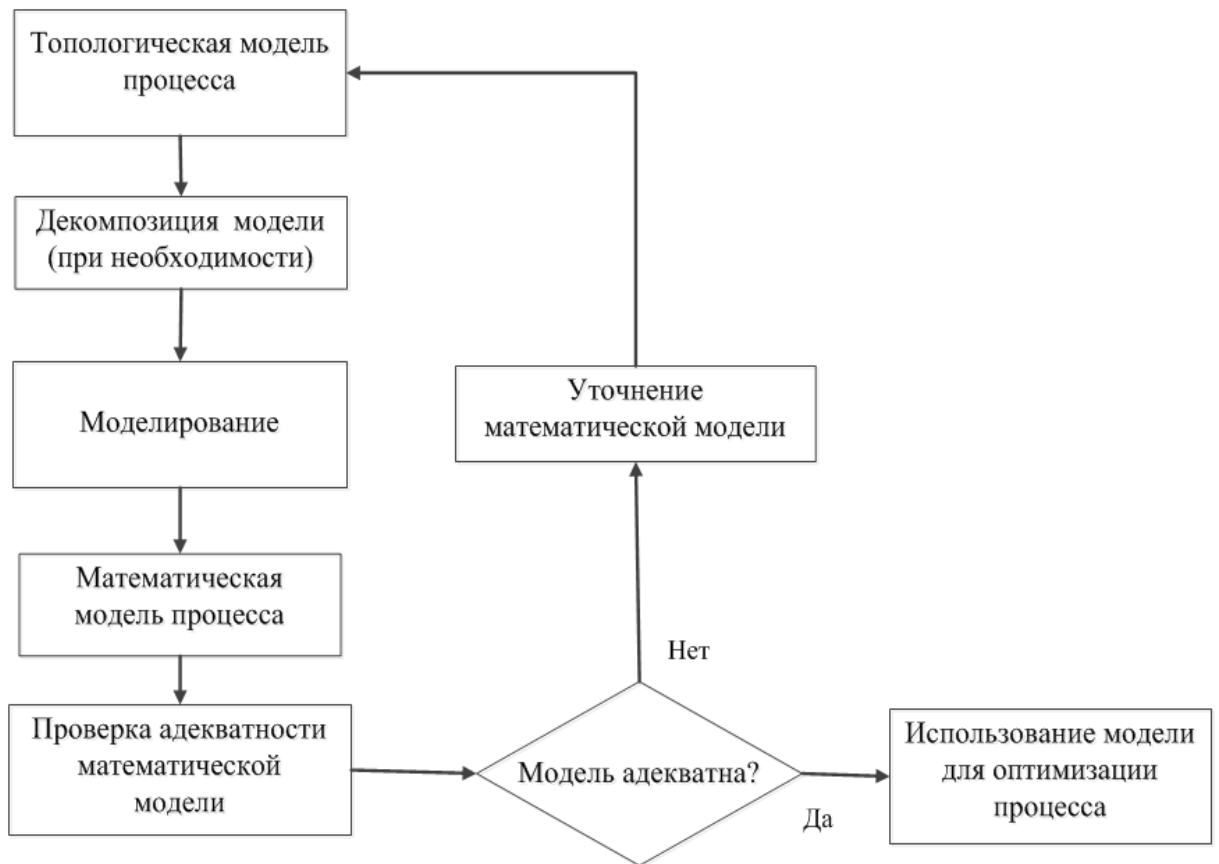 Топологическая модель
процесса
Декомпозиция модели
(при необходимости)
Моделирование
Уточнение
математической модели
Математическая
модель процесса
Нет
Проверка адекватности
математической
модели
Модель адекватна?
Да
Использование модели
для оптимизации
процесса